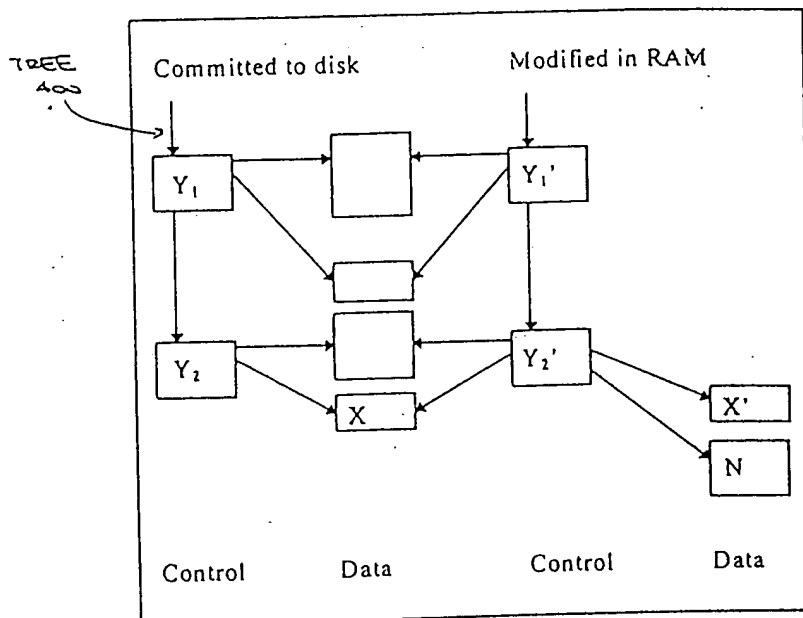 TREE
400
Committed to disk
Modified in RAM
Y₁
Y₁'
Y₂
Y₂'
X
X'
N
Control
Data
Control
Data